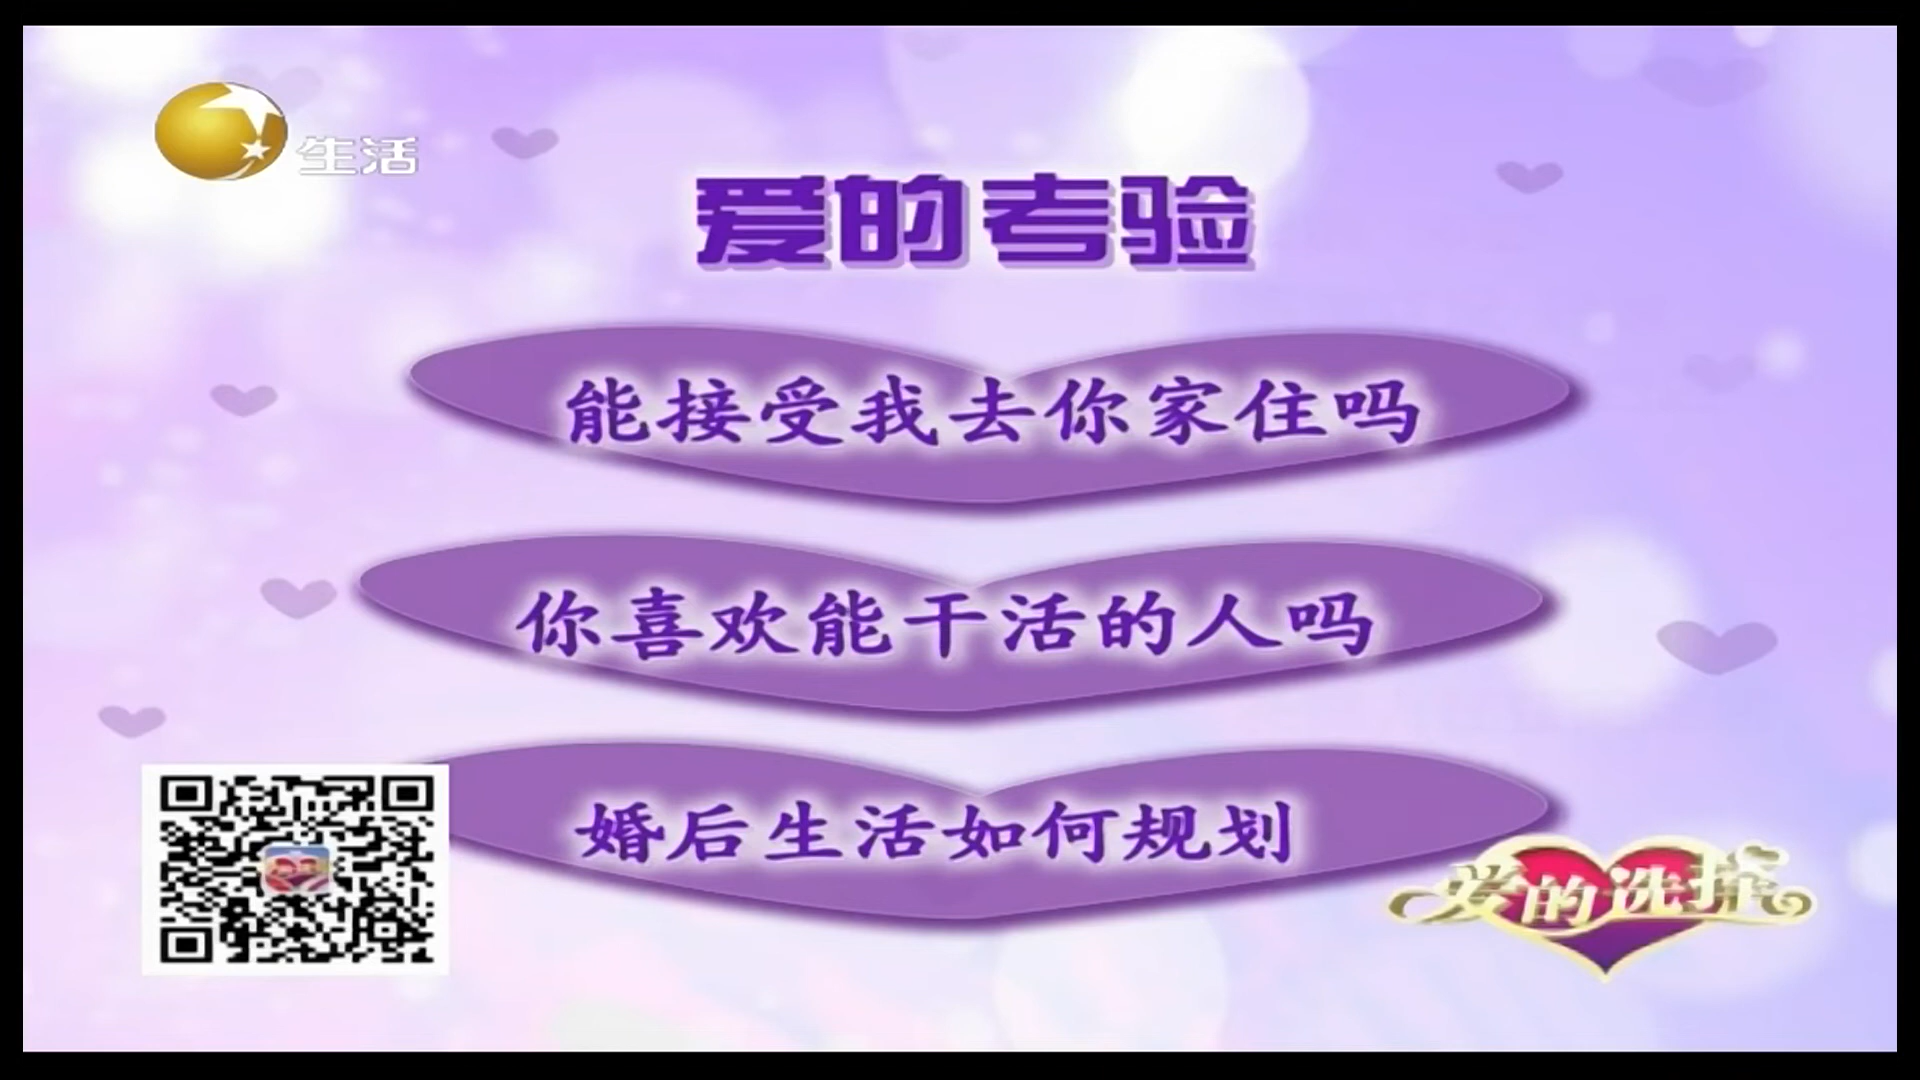 生活
爱的考验
能接受我去你家住吗
你喜欢能干活的人吗
婚后生活如何规划
爱的选择